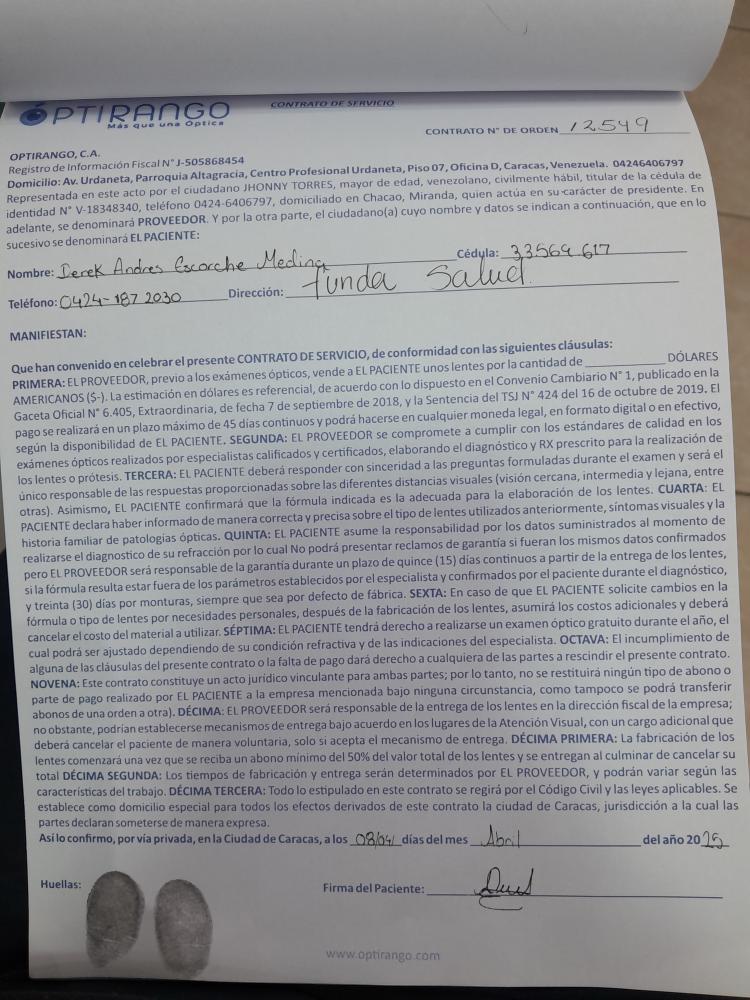 OPTIRANGO
Más que una Óptica
CONTRATO DE SERVICIO
CONTRATO N° DE ORDEN 12549
OPTIRANGO, C.A.
Registro de Información Fiscal N° J-505868454
Domicilio: Av. Urdaneta, Parroquia Altagracia, Centro Profesional Urdaneta, Piso 07, Oficina D, Caracas, Venezuela. 04246406797
Representada en este acto por el ciudadano JHONNY TORRES, mayor de edad, venezolano, civilmente hábil, titular de la cédula de
identidad N° V-18348340, teléfono 0424-6406797, domiciliado en Chacao, Miranda, quien actúa en su carácter de presidente. En
adelante, se denominará PROVEEDOR. Y por la otra parte, el ciudadano(a) cuyo nombre y datos se indican a continuación, que en lo
sucesivo se denominará EL PACIENTE:
Nombre: Derek Andres Escorche Medina Cédula: 33569.617
Teléfono: 0424-187 2030 Dirección: funda Salud
MANIFIESTAN:
Que han convenido en celebrar el presente CONTRATO DE SERVICIO, de conformidad con las siguientes cláusulas:
PRIMERA: EL PROVEEDOR, previo a los exámenes ópticos, vende a EL PACIENTE unos lentes por la cantidad de ____________ DÓLARES
AMERICANOS ($-). La estimación en dólares es referencial, de acuerdo con lo dispuesto en el Convenio Cambiario N° 1, publicado en la
Gaceta Oficial N° 6.405, Extraordinaria, de fecha 7 de septiembre de 2018, y la Sentencia del TSJ N° 424 del 16 de octubre de 2019. El
pago se realizará en un plazo máximo de 45 días continuos y podrá hacerse en cualquier moneda legal, en formato digital o en efectivo,
según la disponibilidad de EL PACIENTE. SEGUNDA: EL PROVEEDOR se compromete a cumplir con los estándares de calidad en los
exámenes ópticos realizados por especialistas calificados y certificados, elaborando el diagnóstico y RX prescrito para la realización de
los lentes o prótesis. TERCERA: EL PACIENTE deberá responder con sinceridad a las preguntas formuladas durante el examen y será el
único responsable de las respuestas proporcionadas sobre las diferentes distancias visuales (visión cercana, intermedia y lejana, entre
otras). Asimismo, EL PACIENTE confirmará que la fórmula indicada es la adecuada para la elaboración de los lentes. CUARTA: EL
PACIENTE declara haber informado de manera correcta y precisa sobre el tipo de lentes utilizados anteriormente, síntomas visuales y la
historia familiar de patologías ópticas. QUINTA: EL PACIENTE asume la responsabilidad por los datos suministrados al momento de
realizarse el diagnostico de su refracción por lo cual No podrá presentar reclamos de garantía si fueran los mismos datos confirmados
pero EL PROVEEDOR será responsable de la garantía durante un plazo de quince (15) días continuos a partir de la entrega de los lentes,
si la fórmula resulta estar fuera de los parámetros establecidos por el especialista y confirmados por el paciente durante el diagnóstico,
y treinta (30) días por monturas, siempre que sea por defecto de fábrica. SEXTA: En caso de que EL PACIENTE solicite cambios en la
fórmula o tipo de lentes por necesidades personales, después de la fabricación de los lentes, asumirá los costos adicionales y deberá
cancelar el costo del material a utilizar. SÉPTIMA: EL PACIENTE tendrá derecho a realizarse un examen óptico gratuito durante el año, el
cual podrá ser ajustado dependiendo de su condición refractiva y de las indicaciones del especialista. OCTAVA: El incumplimiento de
alguna de las cláusulas del presente contrato o la falta de pago dará derecho a cualquiera de las partes a rescindir el presente contrato.
NOVENA: Este contrato constituye un acto jurídico vinculante para ambas partes; por lo tanto, no se restituirá ningún tipo de abono o
parte de pago realizado por EL PACIENTE a la empresa mencionada bajo ninguna circunstancia, como tampoco se podrá transferir
abonos de una orden a otra). DÉCIMA: EL PROVEEDOR será responsable de la entrega de los lentes en la dirección fiscal de la empresa;
no obstante, podrían establecerse mecanismos de entrega bajo acuerdo en los lugares de la Atención Visual, con un cargo adicional que
deberá cancelar el paciente de manera voluntaria, solo si acepta el mecanismo de entrega. DÉCIMA PRIMERA: La fabricación de los
lentes comenzará una vez que se reciba un abono mínimo del 50% del valor total de los lentes y se entregan al culminar de cancelar su
total DÉCIMA SEGUNDA: Los tiempos de fabricación y entrega serán determinados por EL PROVEEDOR, y podrán variar según las
características del trabajo. DÉCIMA TERCERA: Todo lo estipulado en este contrato se regirá por el Código Civil y las leyes aplicables. Se
establece como domicilio especial para todos los efectos derivados de este contrato la ciudad de Caracas, jurisdicción a la cual las
partes declaran someterse de manera expresa.
Así lo confirmo, por vía privada, en la Ciudad de Caracas, a los 08/04/ días del mes Abril del año 2025
Huellas: Firma del Paciente:
www.optirango.com